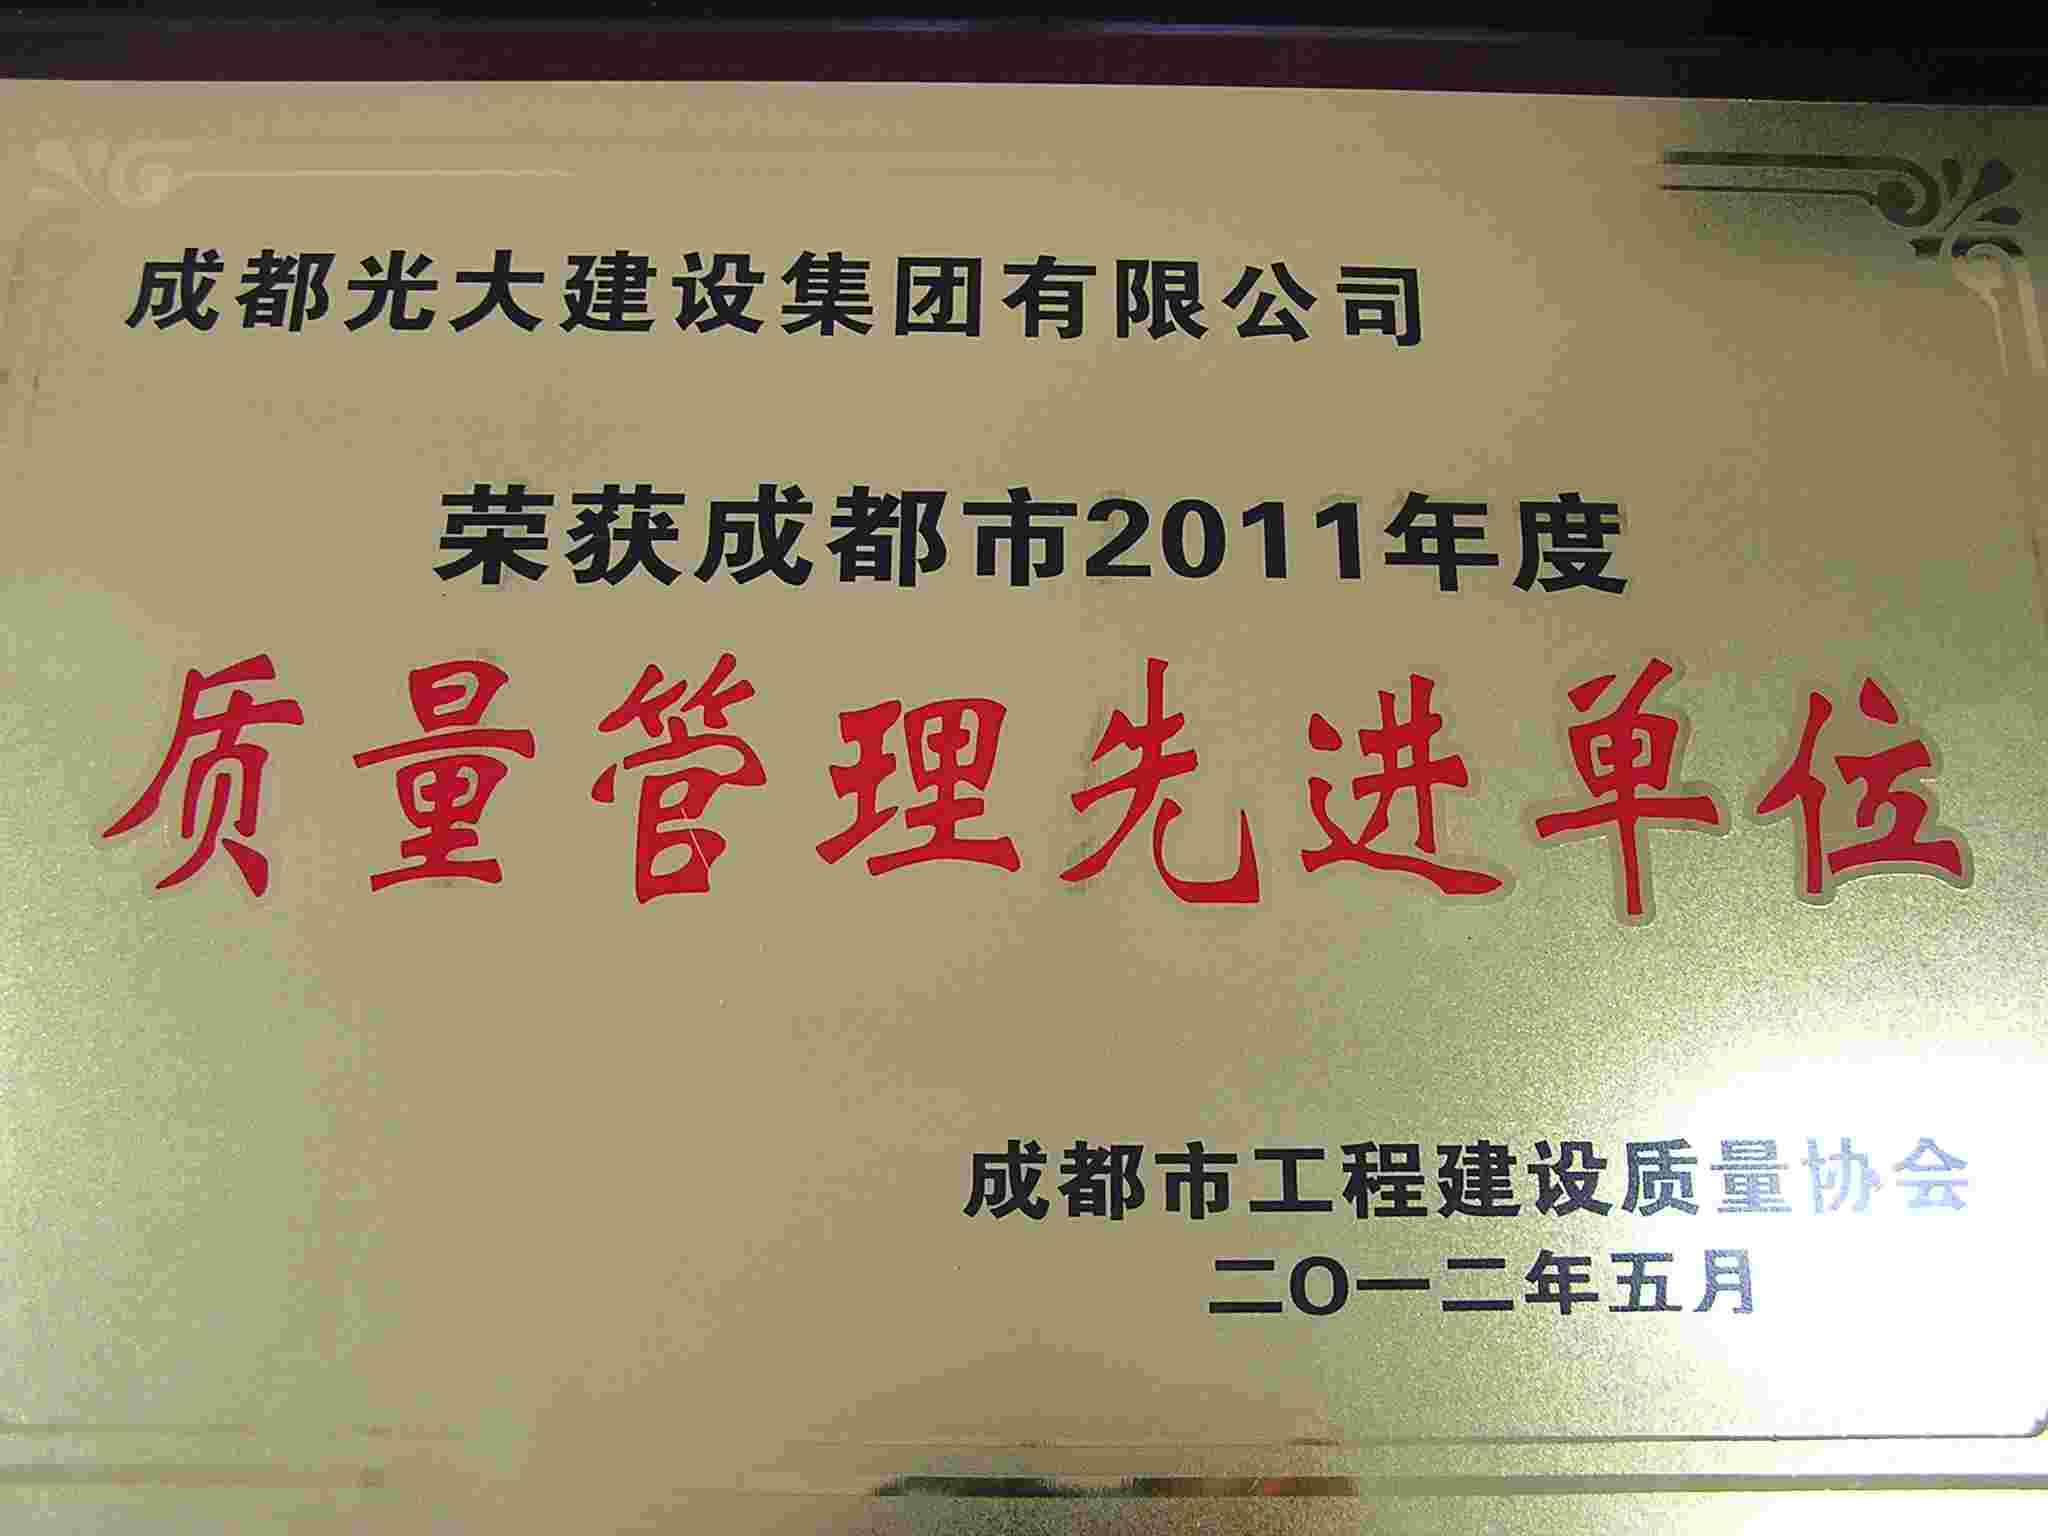 成都光大建设集团有限公司
荣获成都市2011年度
质量管理先进单位
成都市工程建设质量协会
二O一二年五月